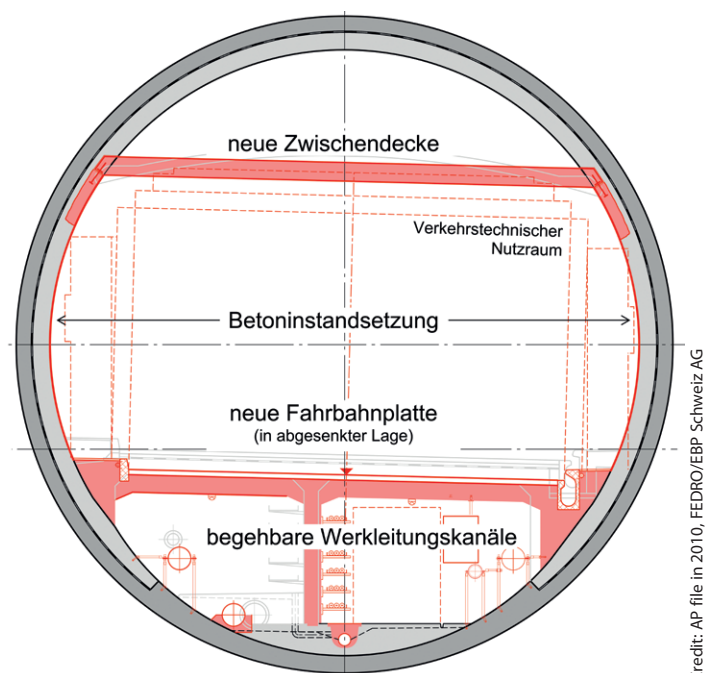 neue Zwischendecke
Verkehrstechnischer
Nutzraum
Betoninstandsetzung
neue Fahrbahnplatte
(in abgesenkter Lage)
begehbare Werkleitungskanäle
Credit: AP file in 2010, FEDRO/EBP Schweiz AG